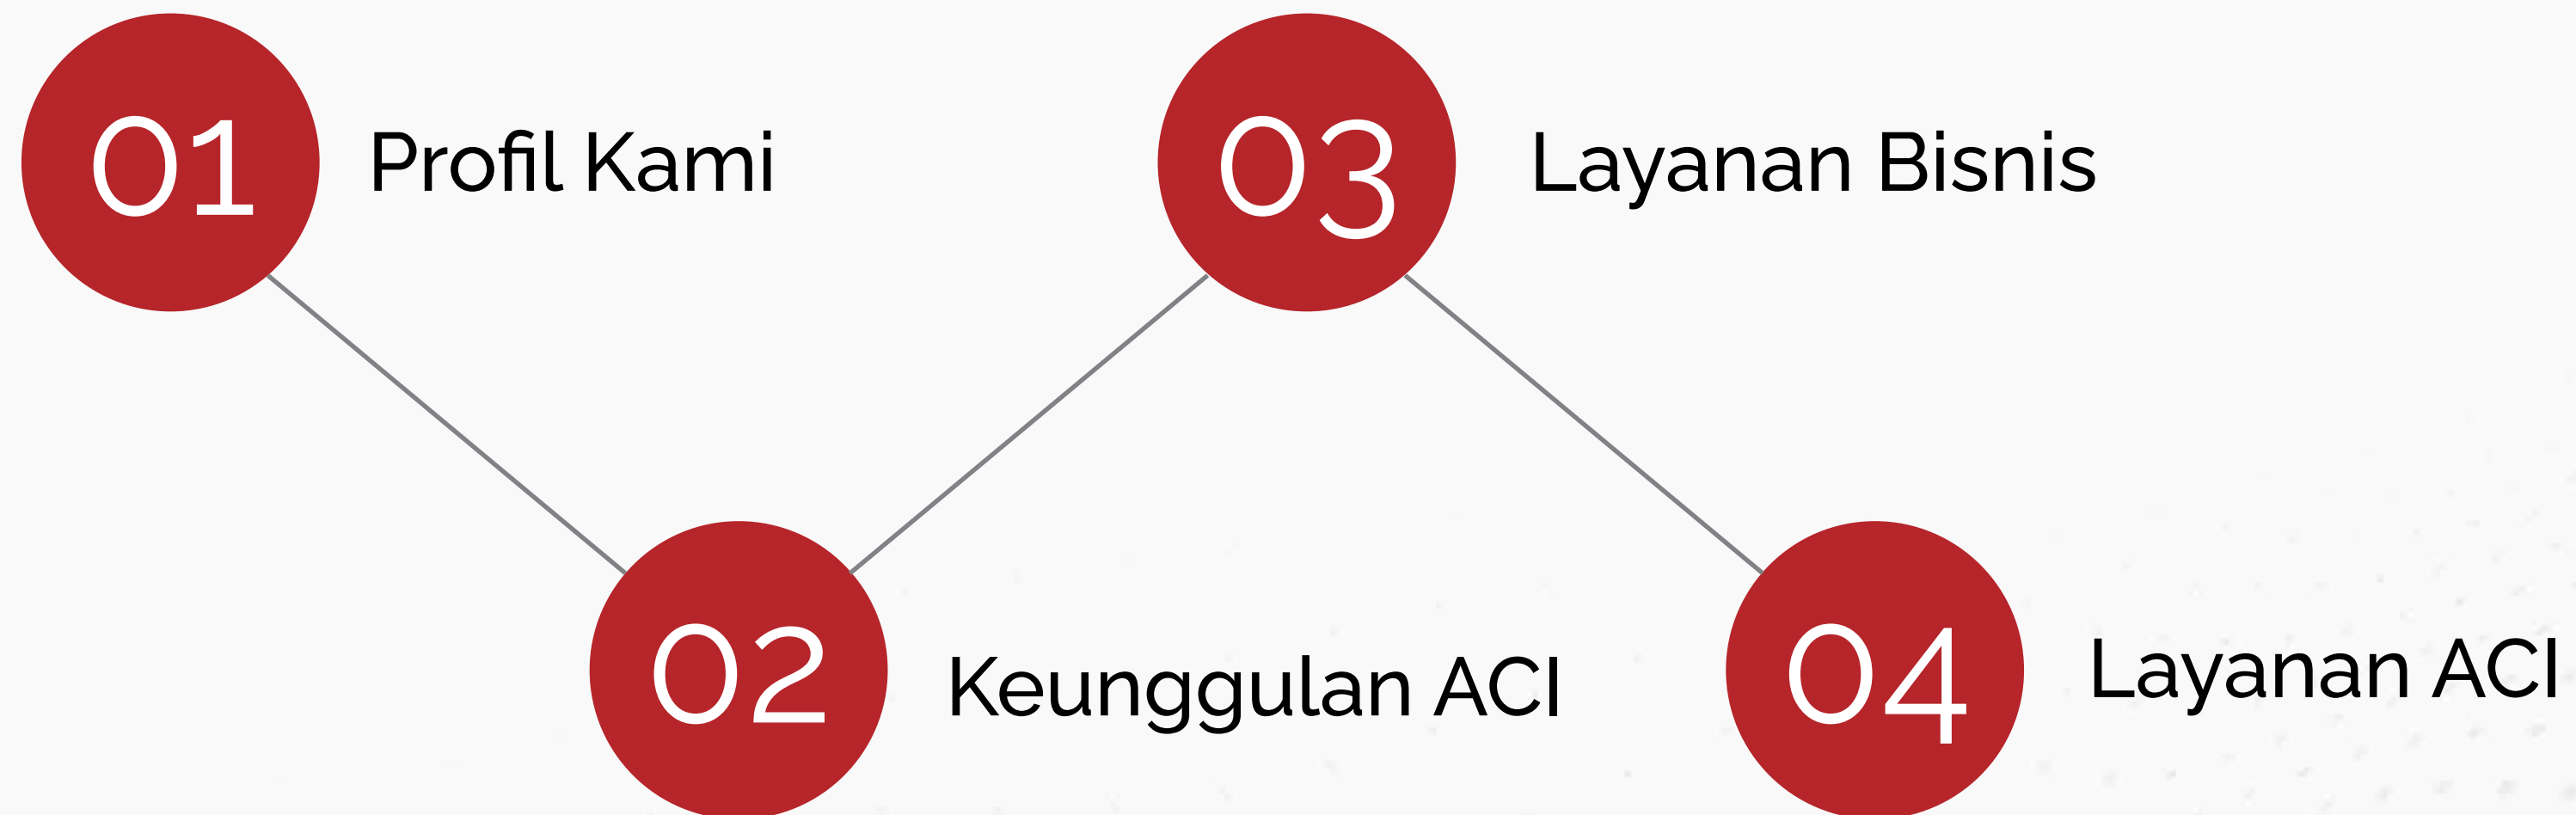 01
Profil Kami
02
Keunggulan ACI
03
Layanan Bisnis
04
Layanan ACI